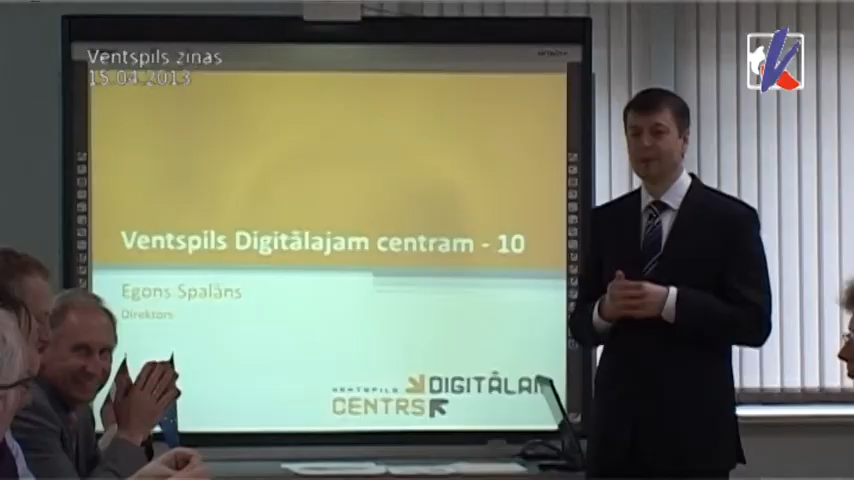 Ventspils ziņas
15.04.2013
Ventspils Digitālajam centram - 10
Egons Spalāns
Direktors
VENTSPILS DIGITĀLAIS
CENTRS